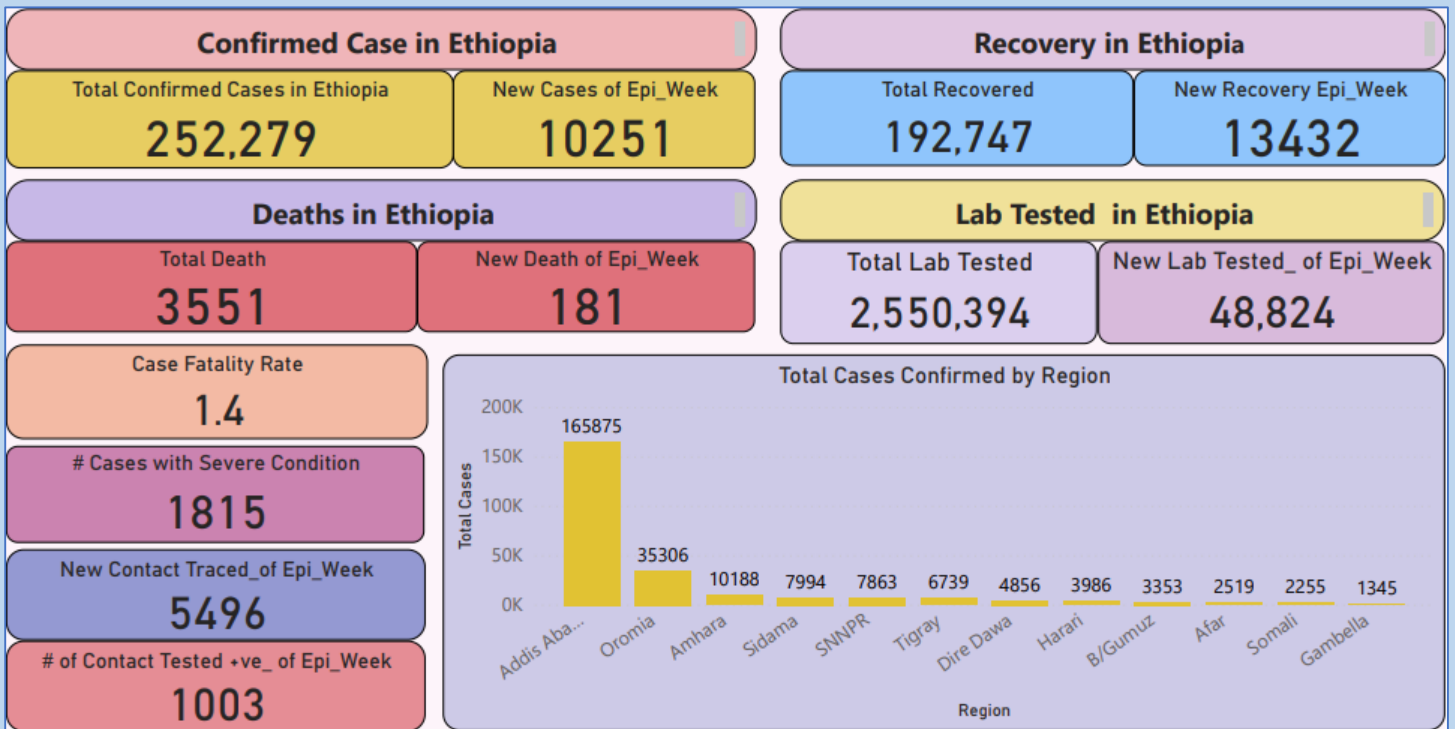 Confirmed Case in Ethiopia
Total Confirmed Cases in Ethiopia
252,279
New Cases of Epi_Week
10251
Recovery in Ethiopia
Total Recovered
192,747
New Recovery Epi_Week
13432
Deaths in Ethiopia
Total Death
3551
New Death of Epi_Week
181
Lab Tested  in Ethiopia
Total Lab Tested
2,550,394
New Lab Tested_ of Epi_Week
48,824
Case Fatality Rate
1.4
# Cases with Severe Condition
1815
New Contact Traced_of Epi_Week
5496
# of Contact Tested +ve_ of Epi_Week
1003
Total Cases Confirmed by Region
Total Cases
200K
150K
100K
50K
0K
165875
35306
10188
7994
7863
6739
4856
3986
3353
2519
2255
1345
Addis Aba...
Oromia
Amhara
Sidama
SNNPR
Tigray
Dire Dawa
Harari
B/Gumuz
Afar
Somali
Gambella
Region